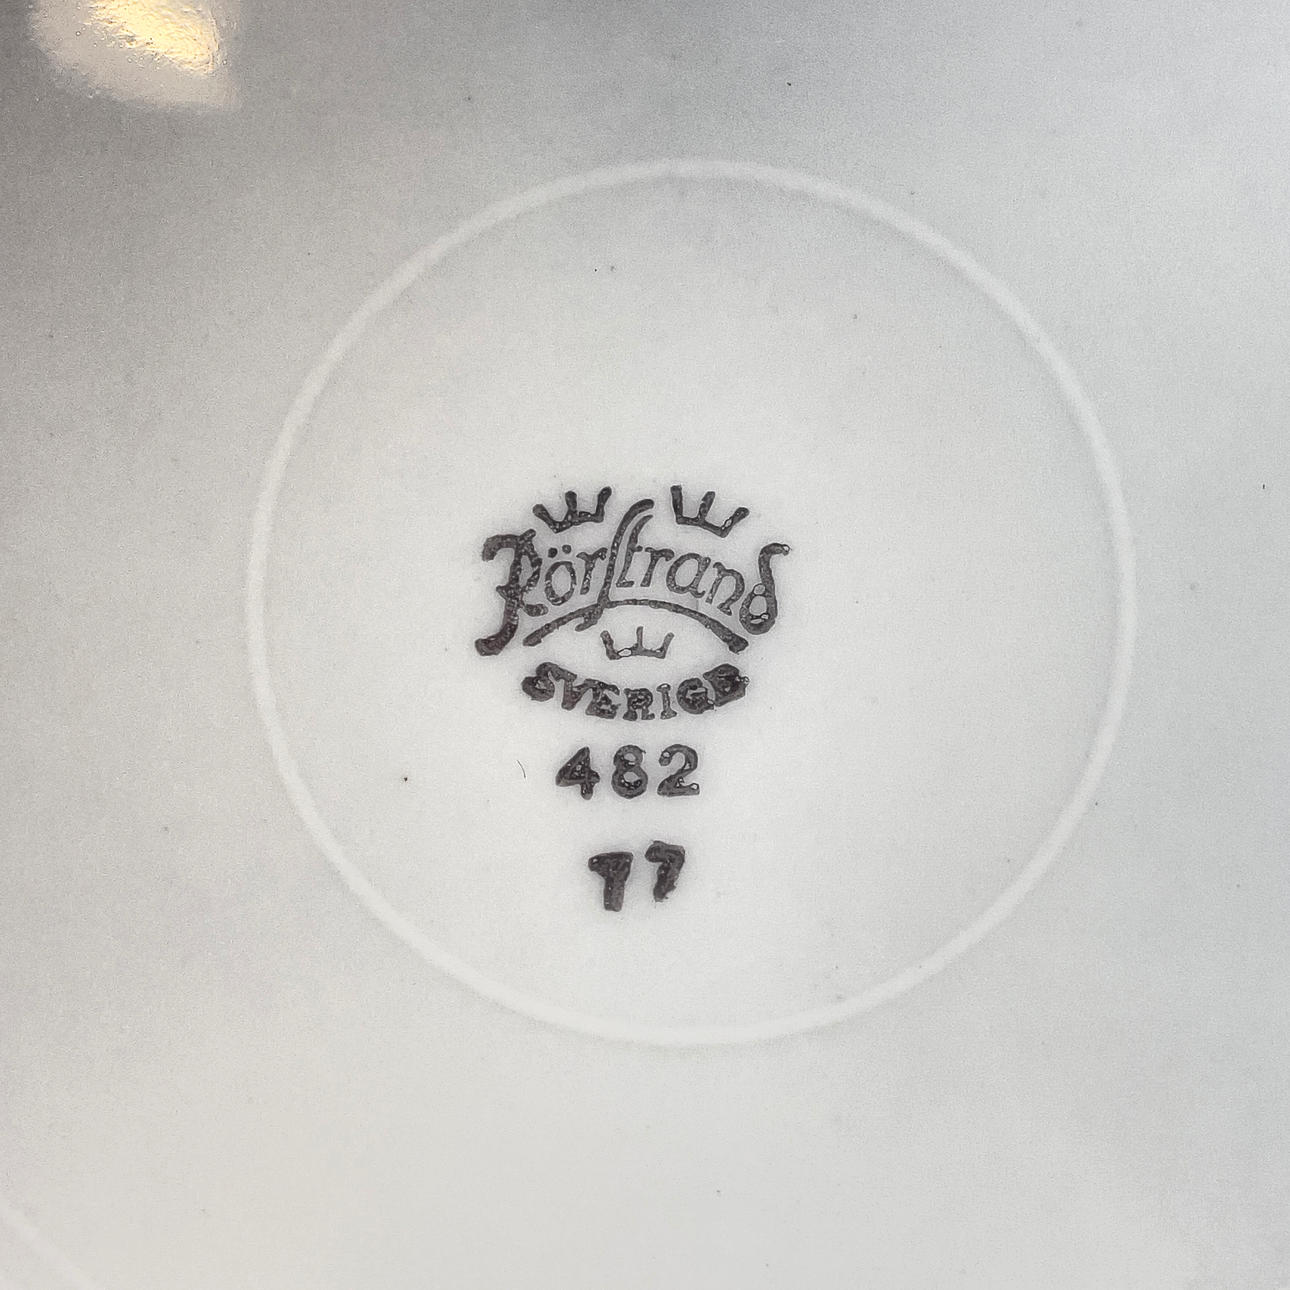 Rörstrand
SVERIGE
482
77